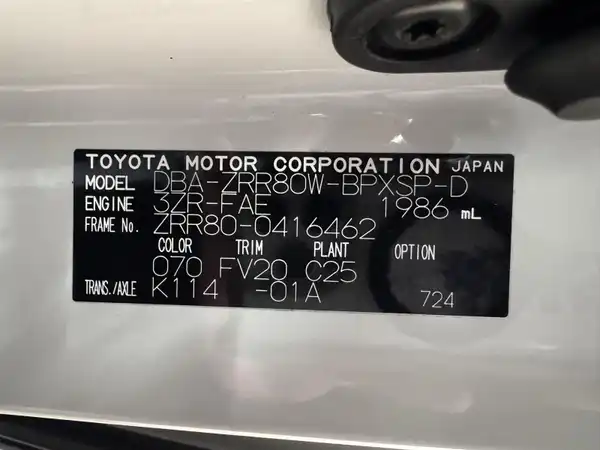 TOYOTA MOTOR CORPORATION JAPAN
MODEL DBA-ZRR80W-BPXSP-D
ENGINE 3ZR-FAE 1986 mL
FRAME No. ZRR80-0416462
COLOR TRIM PLANT OPTION
070 FV20 C25
TRANS./AXLE K114 -01A 724